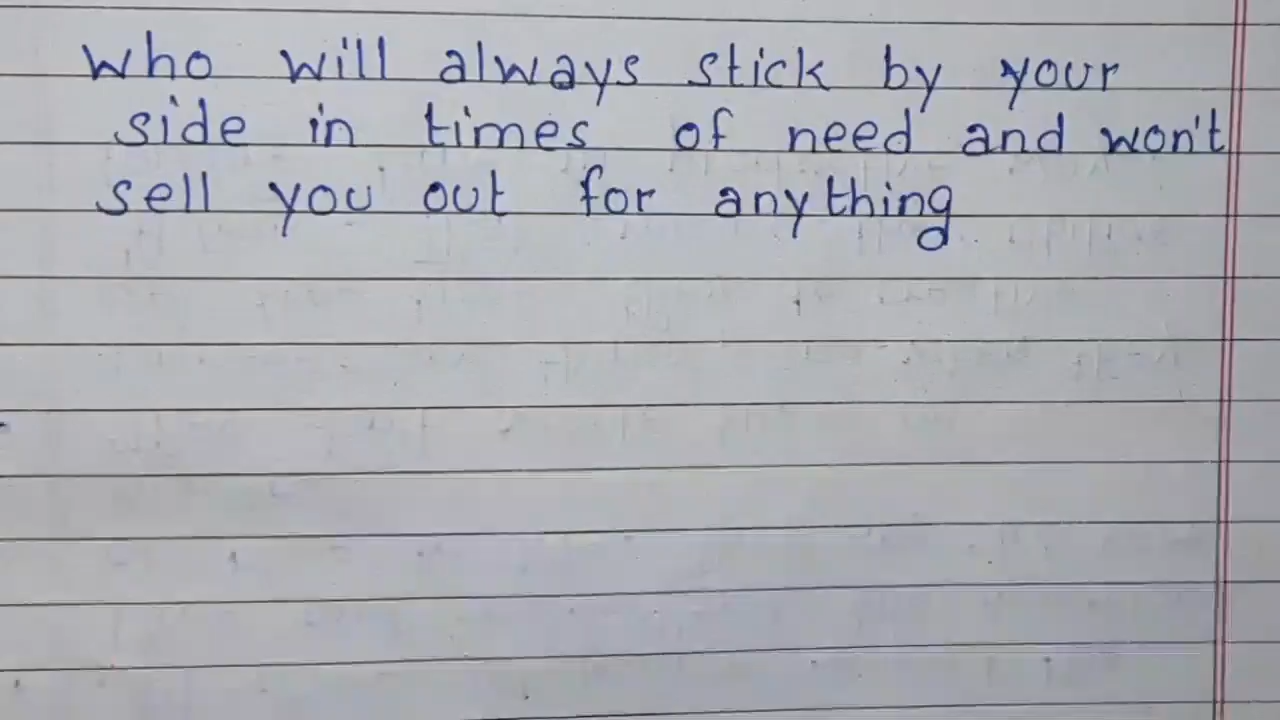 who will always stick by your
side in times of need and won't
sell you out for anything